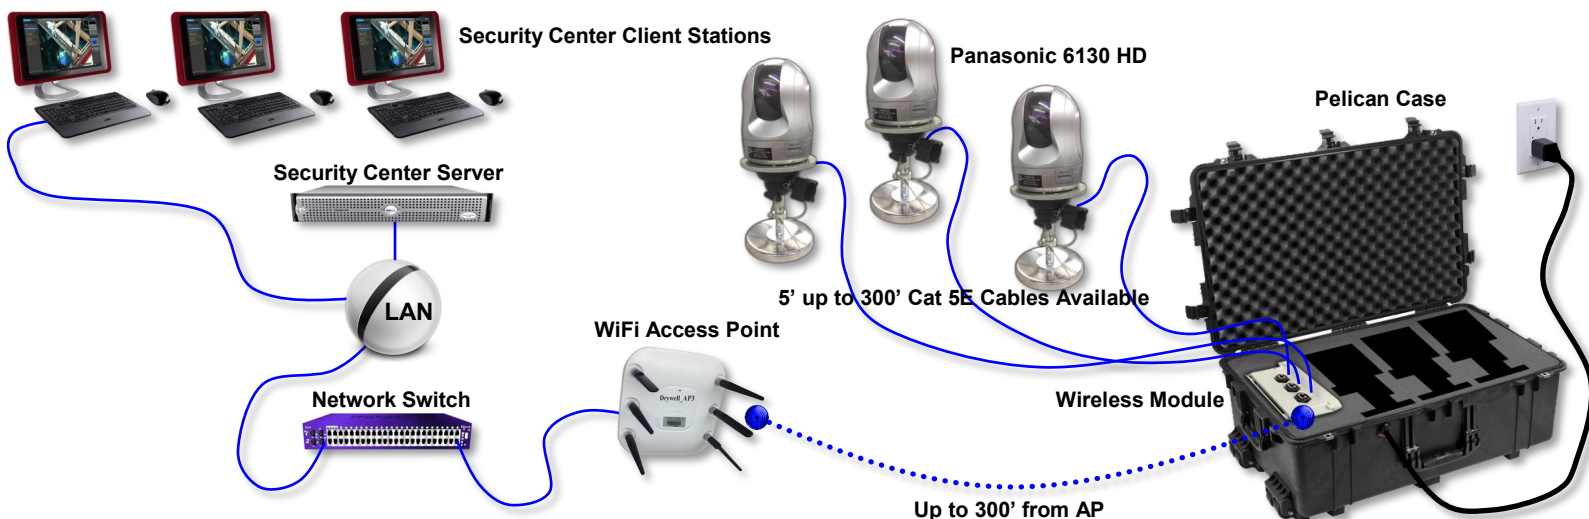 Security Center Client Stations
Panasonic 6130 HD
Pelican Case
Security Center Server
5’ up to 300’ Cat 5E Cables Available
LAN
WiFi Access Point
Network Switch
Drywell_AP3
Wireless Module
Up to 300’ from AP